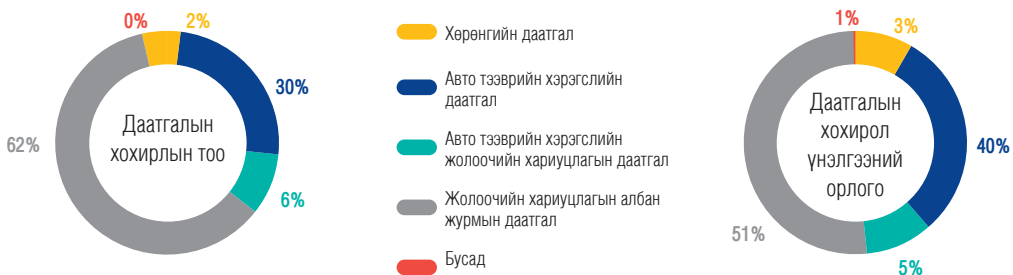 0%
2%
30%
62%
6%
Даатгалын
хохирлын тоо
Хөрөнгийн даатгал
Авто тээврийн хэрэгслийн
даатгал
Авто тээврийн хэрэгслийн
жолоочийн хариуцлагын даатгал
Жолоочийн хариуцлагын албан
журмын даатгал
Бусад
1%
3%
40%
51%
5%
Даатгалын
хохирол
үнэлгээний
орлого